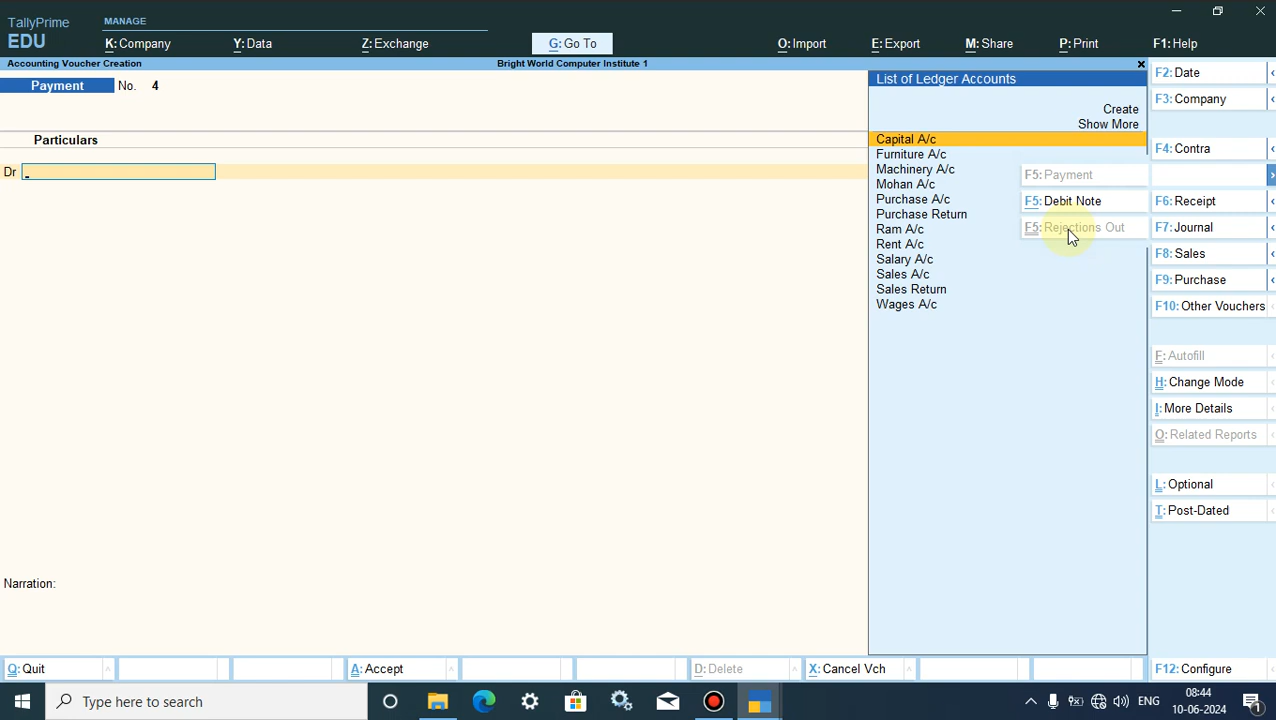 TallyPrime
EDU
MANAGE
K: Company
Y: Data
Z: Exchange
G: Go To
O: Import
E: Export
M: Share
P: Print
F1: Help
Accounting Voucher Creation
Bright World Computer Institute 1
×
Payment No. 4
Particulars
Dr
Narration:
List of Ledger Accounts
Create
Show More
Capital A/c
Furniture A/c
Machinery A/c
Mohan A/c
Purchase A/c
Purchase Return
Ram A/c
Rent A/c
Salary A/c
Sales A/c
Sales Return
Wages A/c
F5: Payment
F5: Debit Note
F5: Rejections Out
F2: Date
F3: Company
F4: Contra
F6: Receipt
F7: Journal
F8: Sales
F9: Purchase
F10: Other Vouchers
F: Autofill
H: Change Mode
I: More Details
O: Related Reports
L: Optional
T: Post-Dated
Q: Quit
A: Accept
D: Delete
X: Cancel Vch
F12: Configure
Type here to search
ENG
08:44
10-06-2024
1